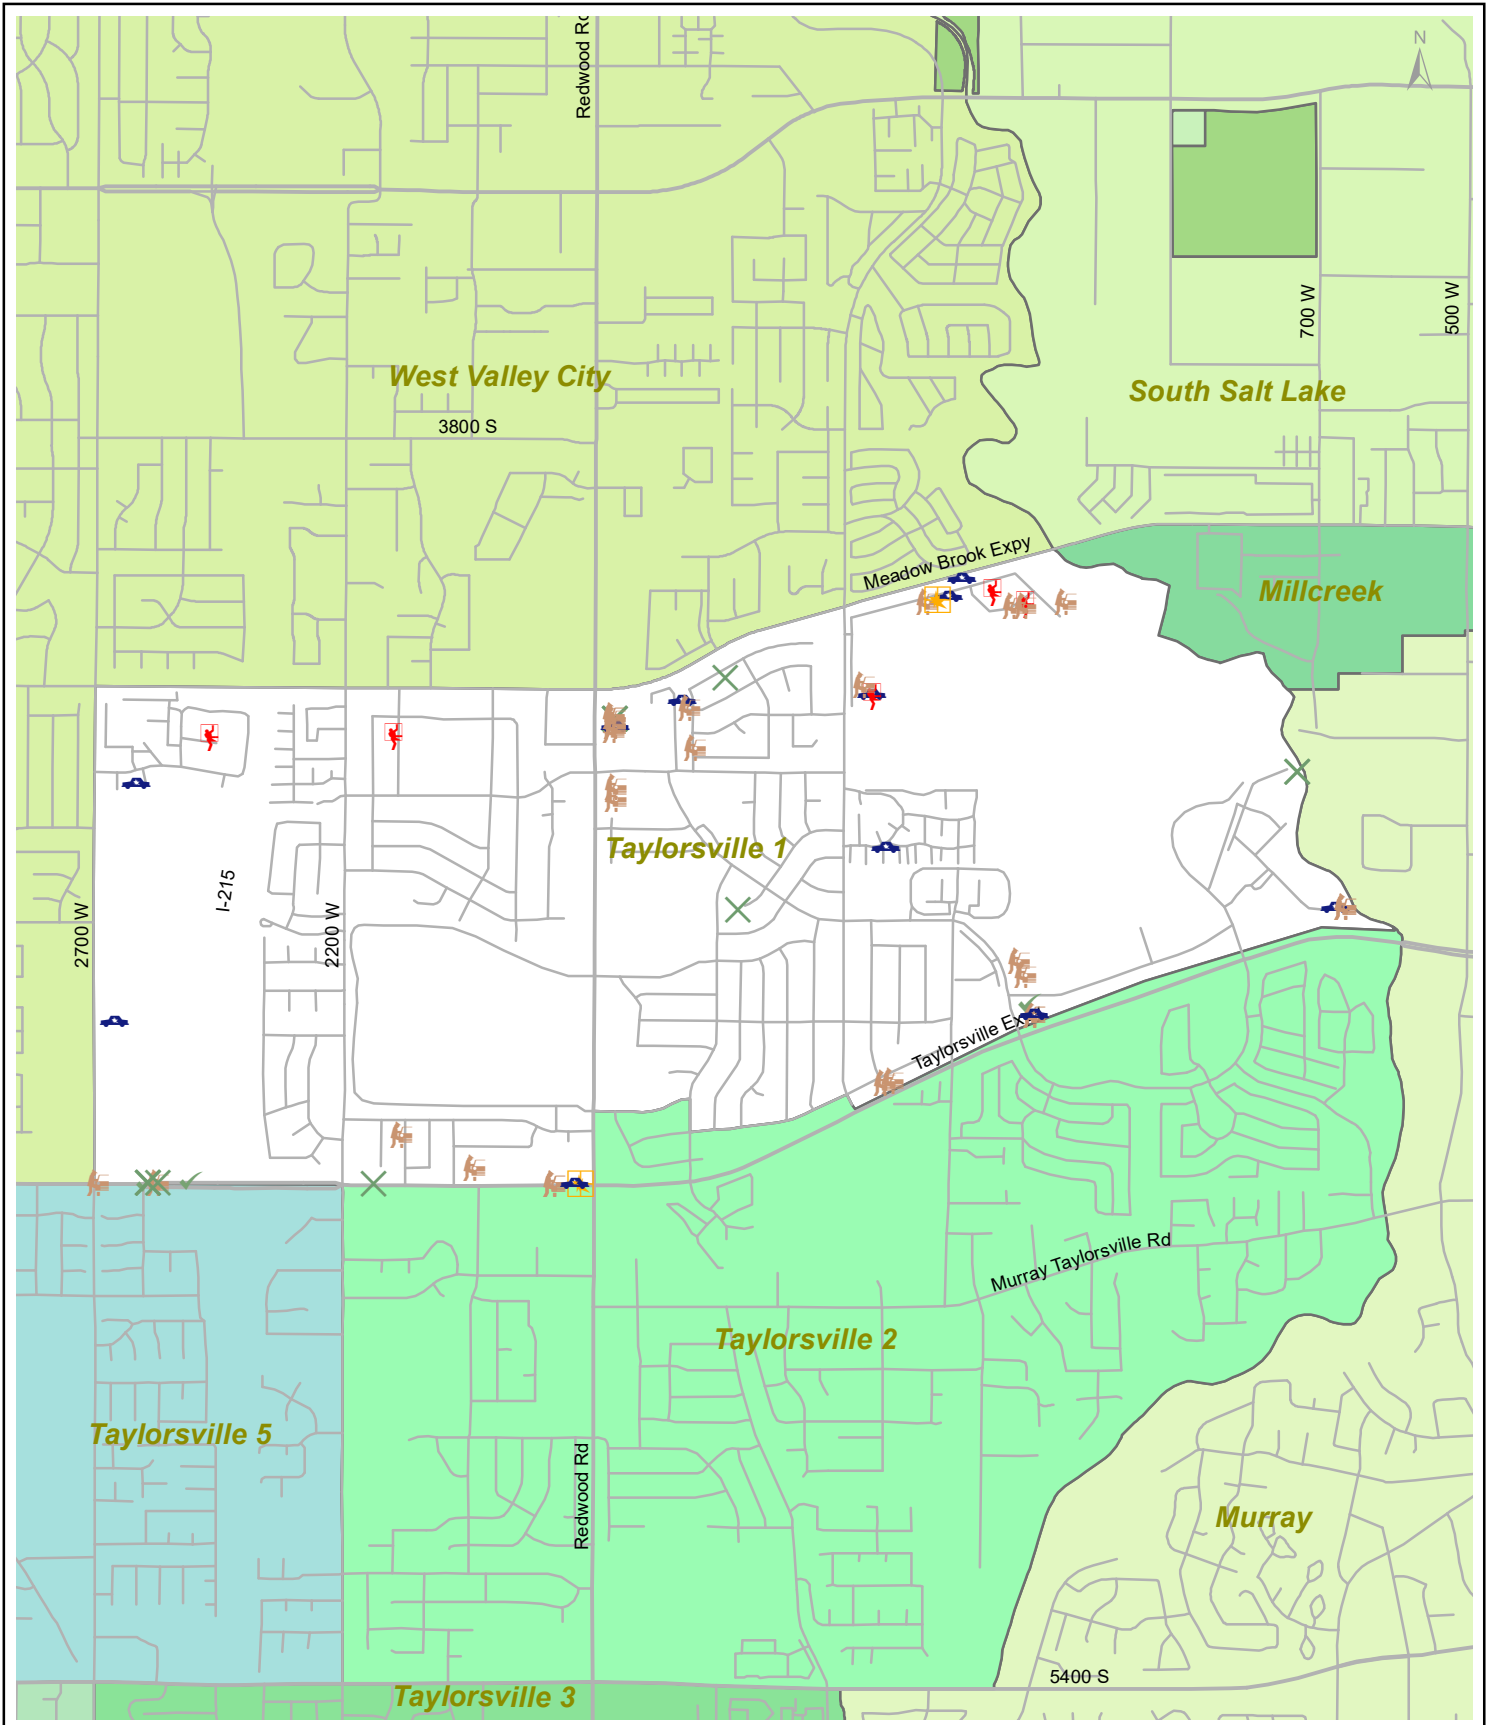 Redwood Rd
N
700 W
500 W
West Valley City
South Salt Lake
3800 S
Meadow Brook Expy
Millcreek
Taylorsville 1
I-215
2700 W
2200 W
Taylorsville Ex
Murray Taylorsville Rd
Taylorsville 2
Taylorsville 5
Redwood Rd
Murray
5400 S
Taylorsville 3